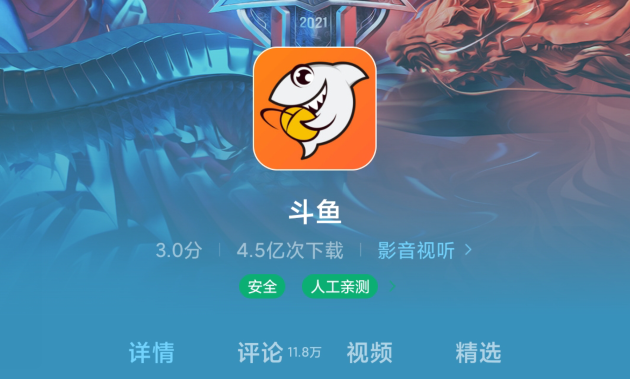 2021
斗鱼
3.0分 4.5亿次下载 影音视听 >
安全 人工亲测
详情 评论 11.8万 视频 精选